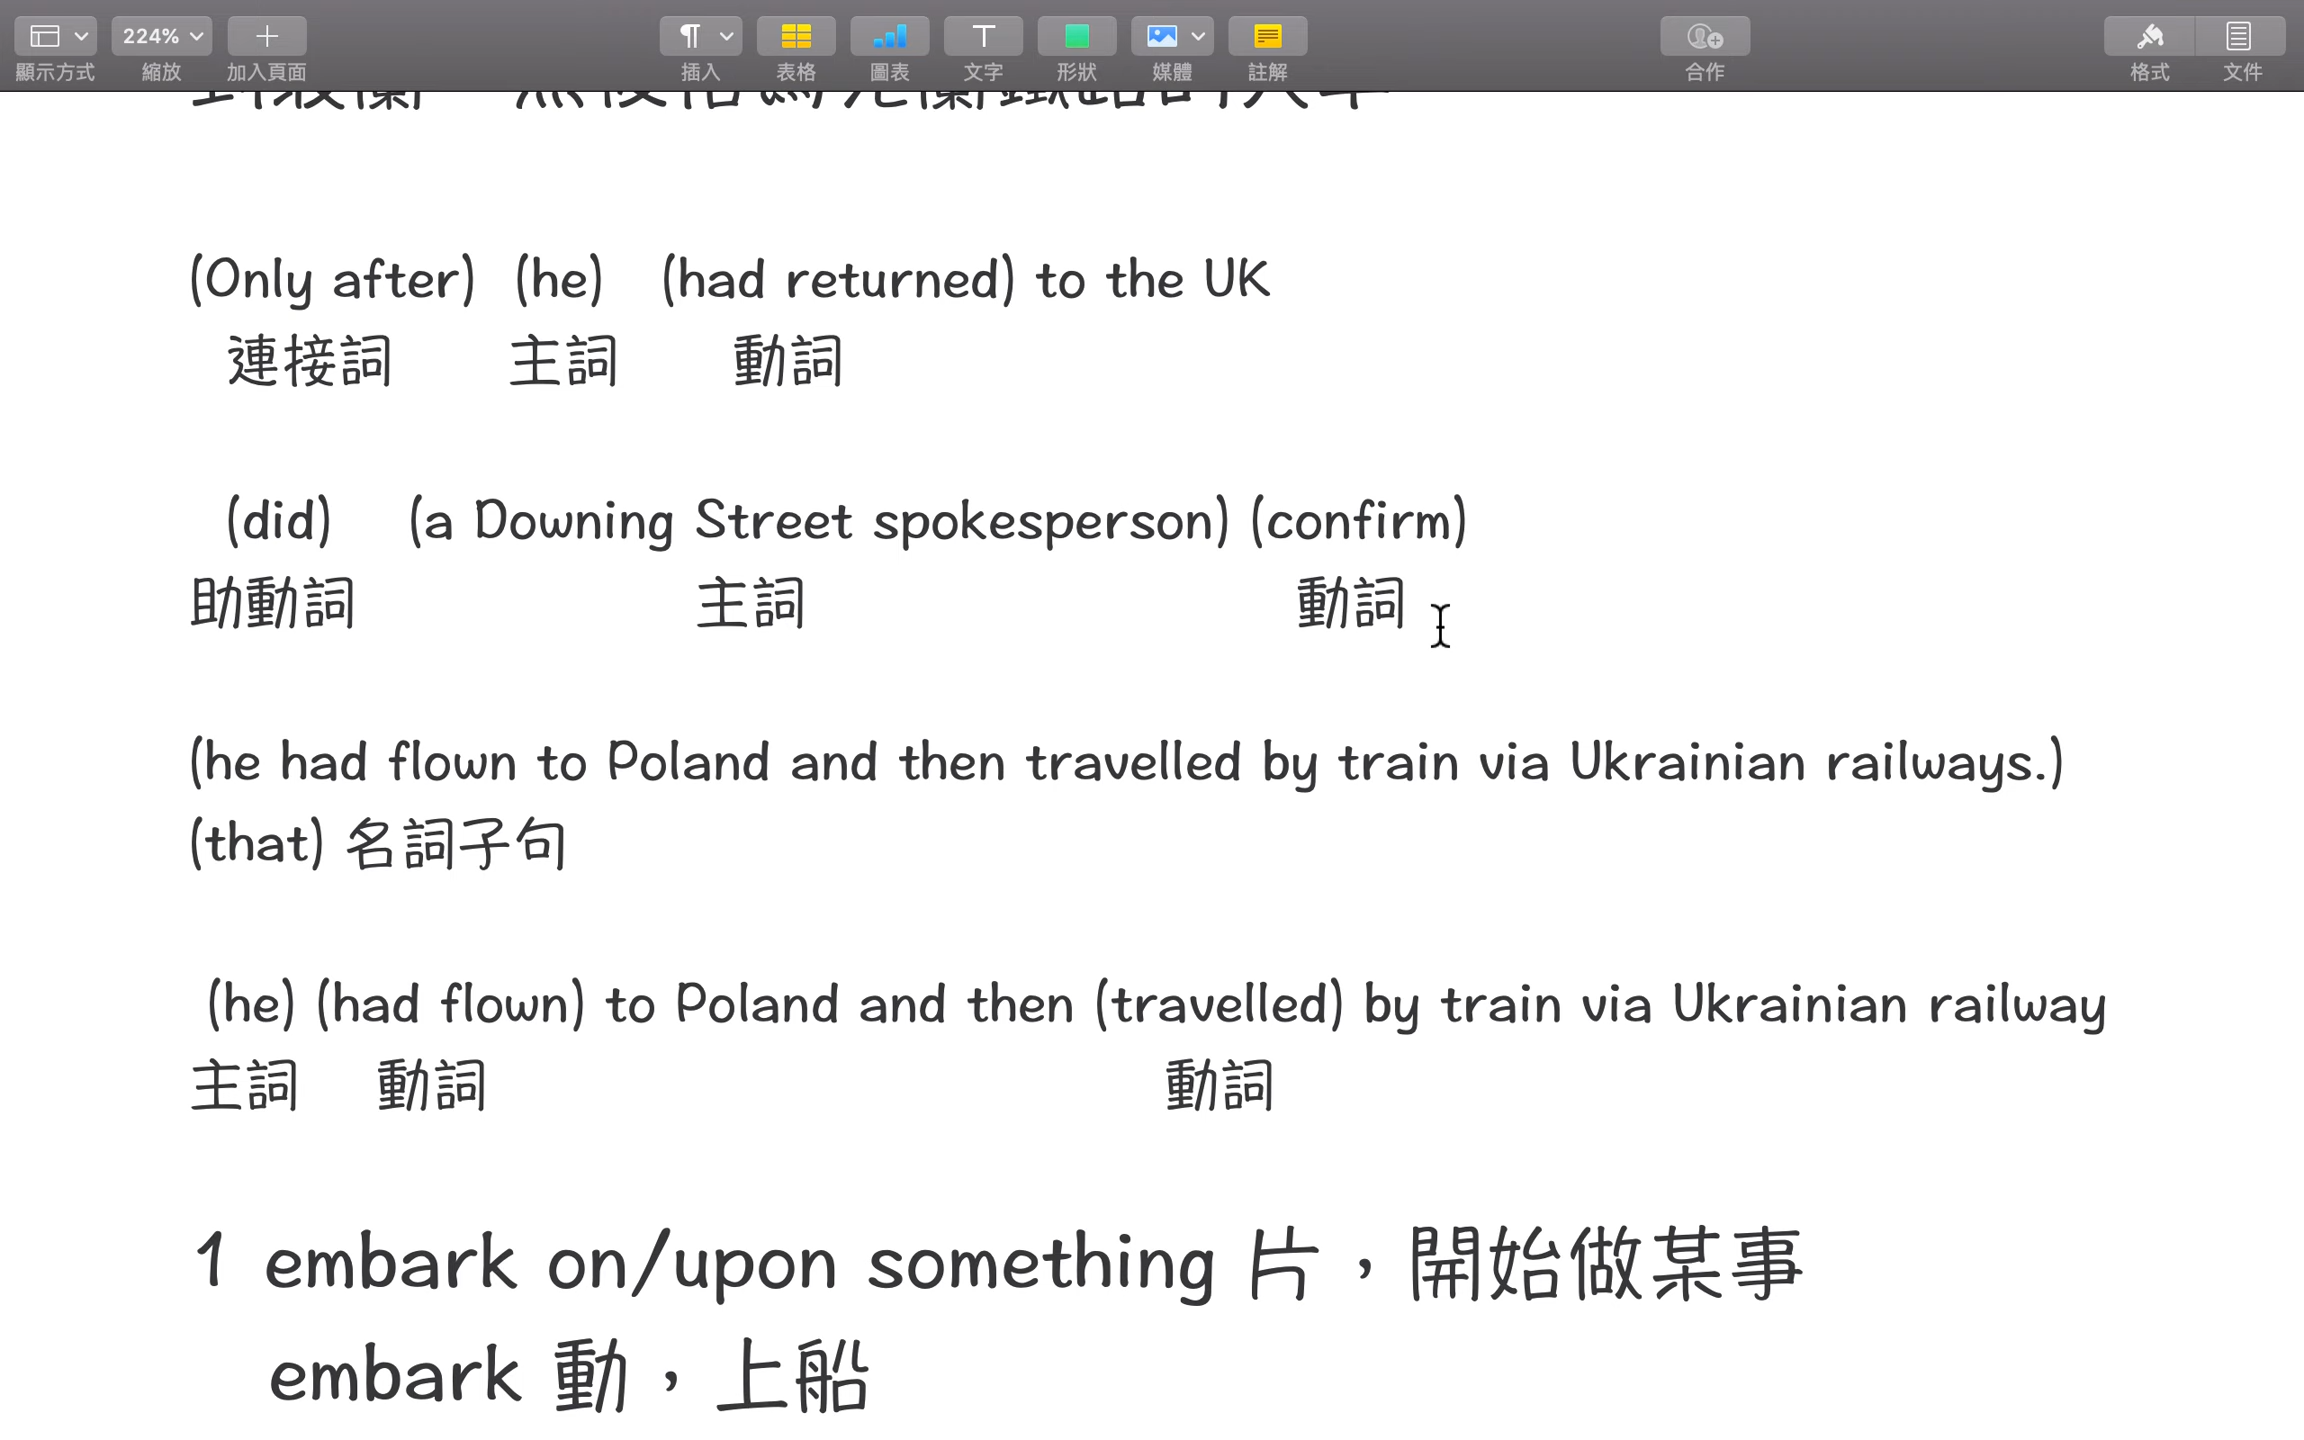 224%
顯示方式 縮放 加入頁面 插入 表格 圖表 文字 形狀 媒體 註解 合作 格式 文件
(Only after) (he) (had returned) to the UK
連接詞 主詞 動詞
(did) (a Downing Street spokesperson) (confirm)
助動詞 主詞 動詞
(he had flown to Poland and then travelled by train via Ukrainian railways.)
(that) 名詞子句
(he) (had flown) to Poland and then (travelled) by train via Ukrainian railway
主詞 動詞 動詞
1 embark on/upon something 片，開始做某事
embark 動，上船